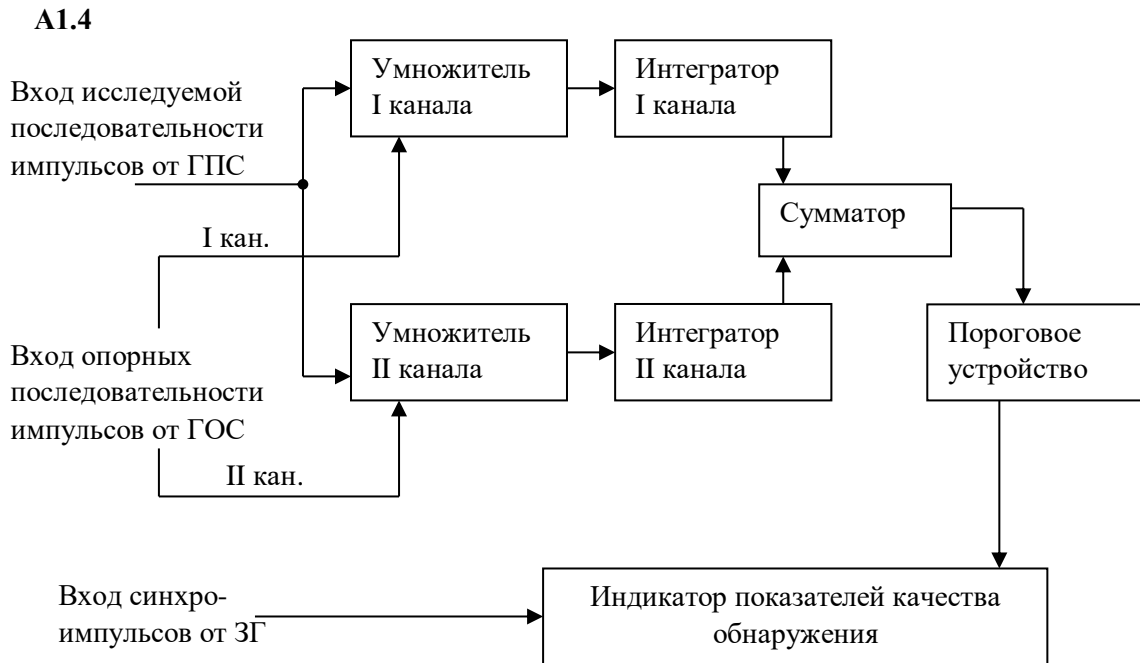 А1.4
Умножитель
I канала
Интегратор
I канала
Вход исследуемой
последовательности
импульсов от ГПС
Сумматор
I кан.
Умножитель
II канала
Интегратор
II канала
Пороговое
устройство
Вход опорных
последовательности
импульсов от ГОС
II кан.
Вход синхро-
импульсов от ЗГ
Индикатор показателей качества
обнаружения